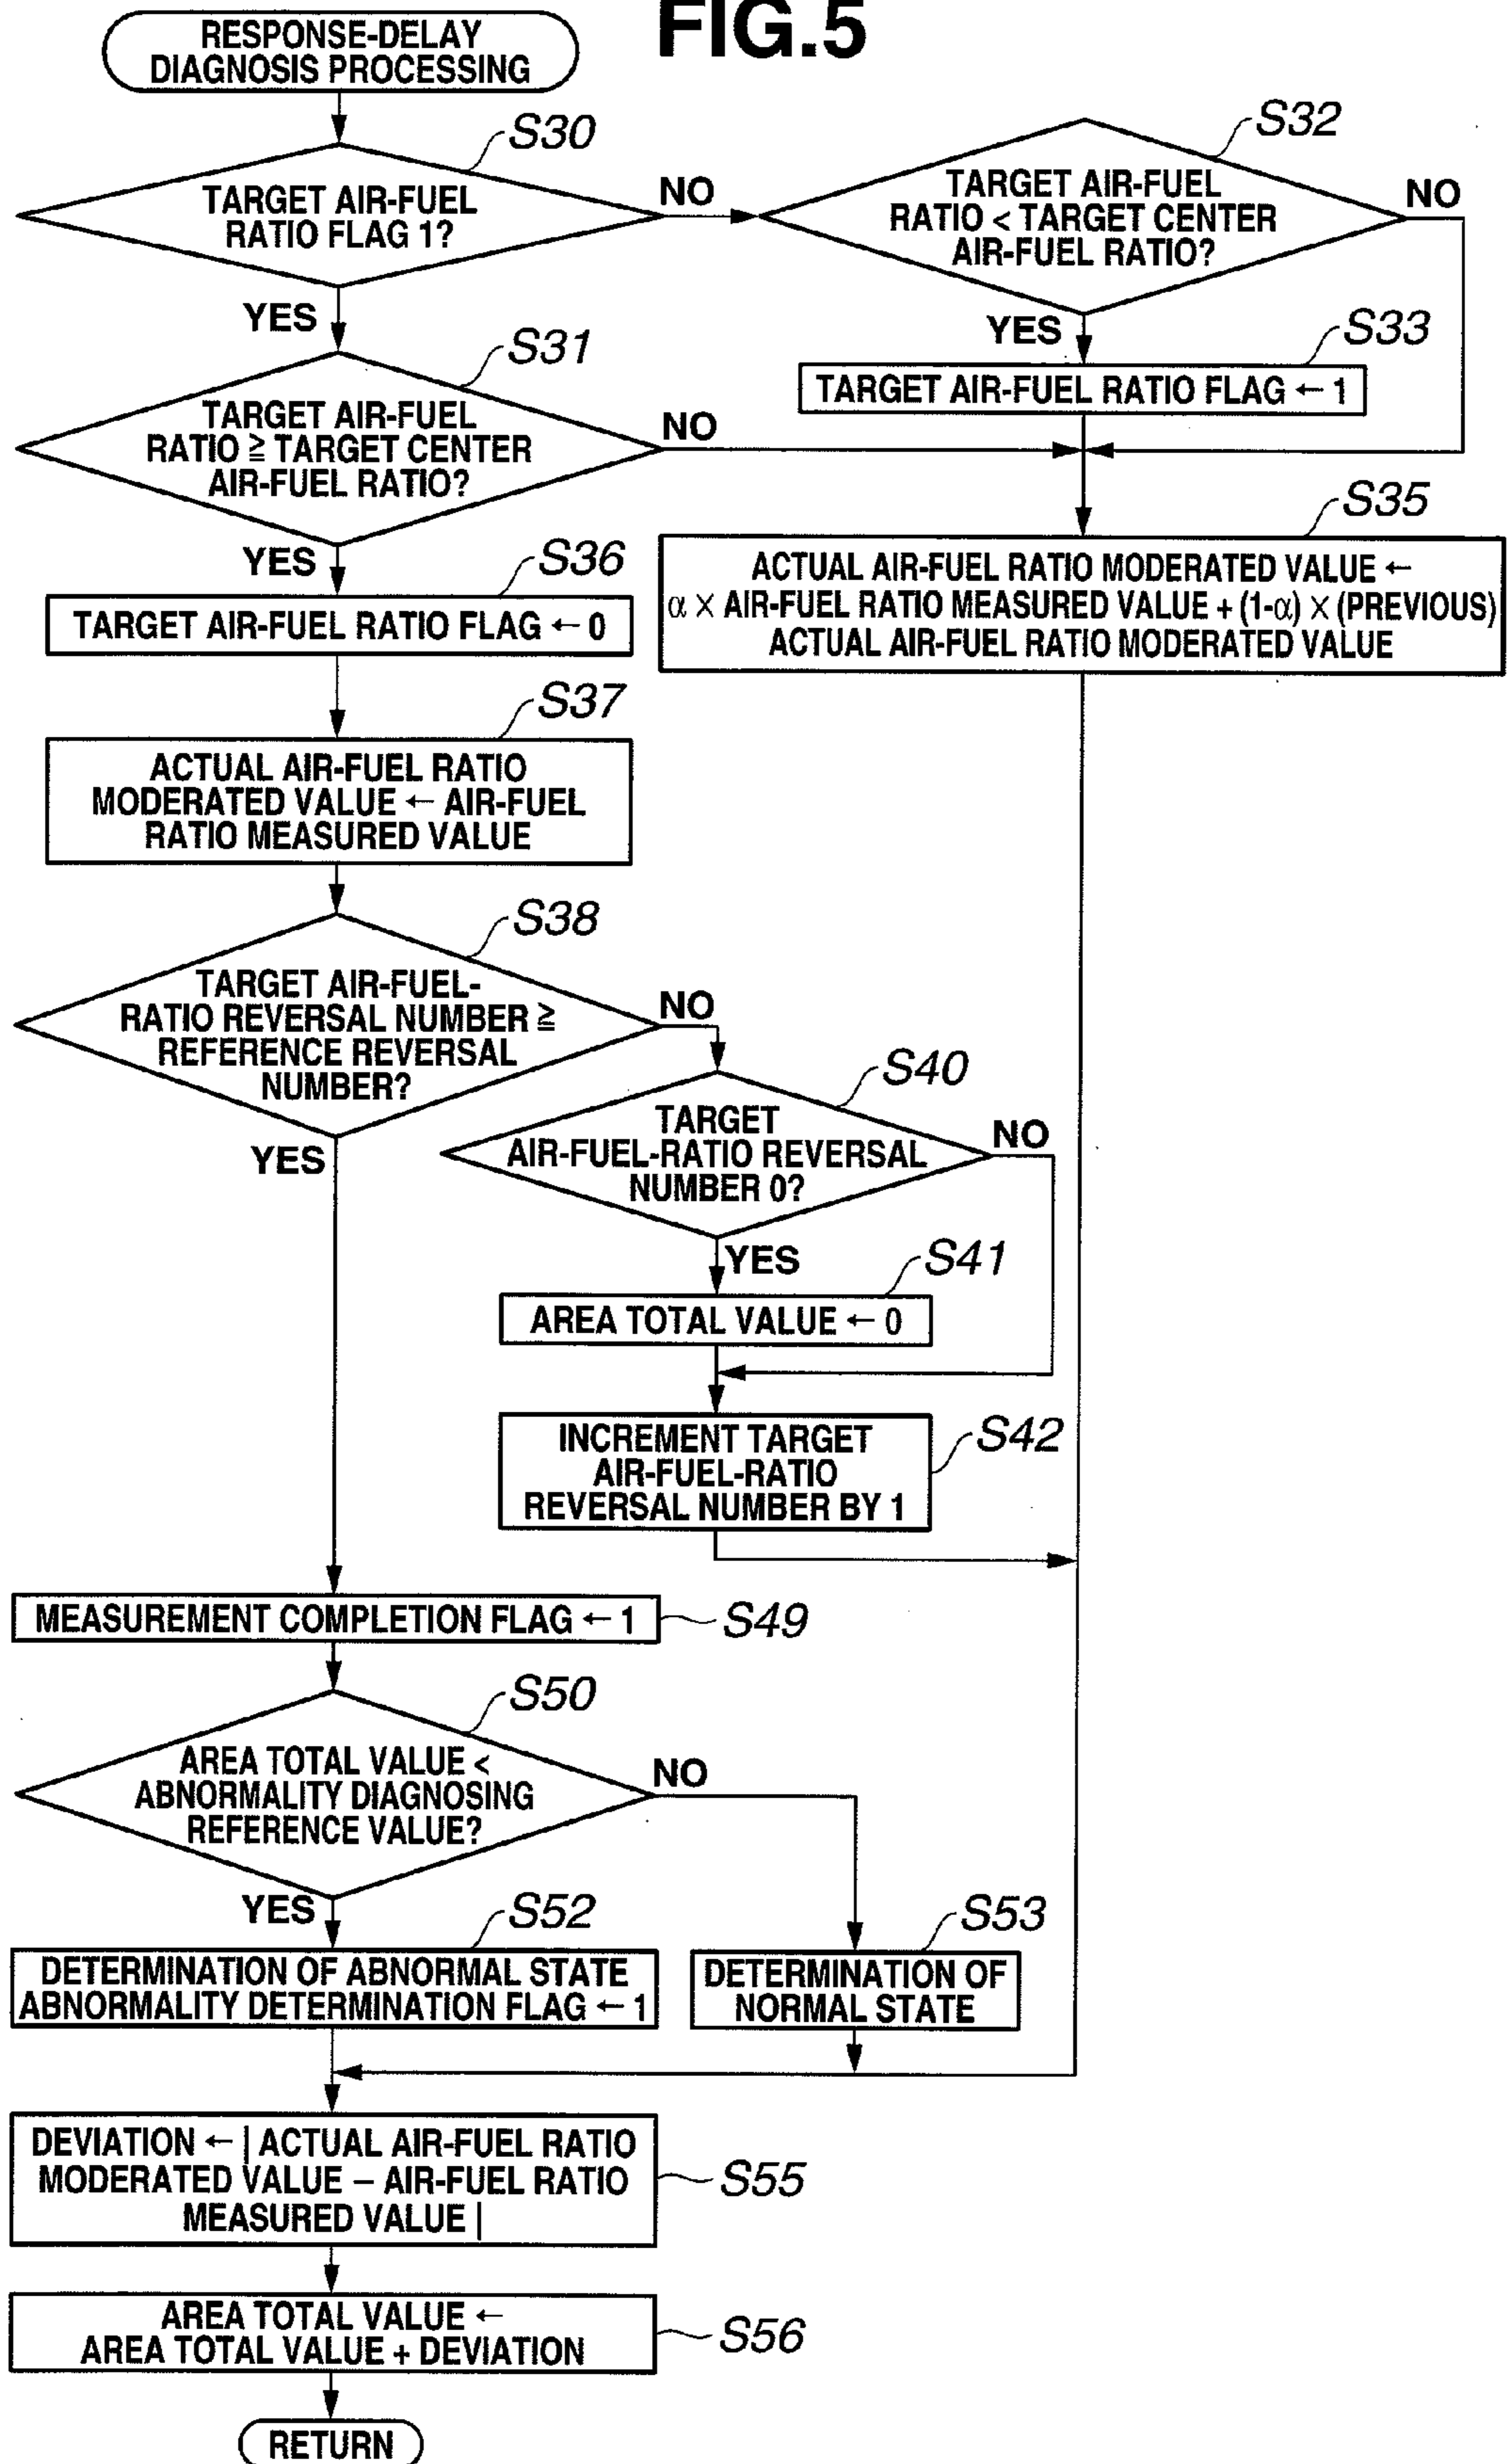 FIG.5
RESPONSE-DELAY
DIAGNOSIS PROCESSING
S30
TARGET AIR-FUEL
RATIO FLAG 1?
NO
YES
S32
TARGET AIR-FUEL
RATIO < TARGET CENTER
AIR-FUEL RATIO?
NO
YES
S33
TARGET AIR-FUEL RATIO FLAG ← 1
S31
TARGET AIR-FUEL
RATIO ≧ TARGET CENTER
AIR-FUEL RATIO?
NO
YES
S35
ACTUAL AIR-FUEL RATIO MODERATED VALUE ←
α × AIR-FUEL RATIO MEASURED VALUE + (1-α) × (PREVIOUS)
ACTUAL AIR-FUEL RATIO MODERATED VALUE
S36
TARGET AIR-FUEL RATIO FLAG ← 0
S37
ACTUAL AIR-FUEL RATIO
MODERATED VALUE ← AIR-FUEL
RATIO MEASURED VALUE
S38
TARGET AIR-FUEL-
RATIO REVERSAL NUMBER ≧
REFERENCE REVERSAL
NUMBER?
NO
YES
S40
TARGET
AIR-FUEL-RATIO REVERSAL
NUMBER 0?
NO
YES
S41
AREA TOTAL VALUE ← 0
S42
INCREMENT TARGET
AIR-FUEL-RATIO
REVERSAL NUMBER BY 1
MEASUREMENT COMPLETION FLAG ← 1
S49
S50
AREA TOTAL VALUE <
ABNORMALITY DIAGNOSING
REFERENCE VALUE?
NO
YES
S52
DETERMINATION OF ABNORMAL STATE
ABNORMALITY DETERMINATION FLAG ← 1
S53
DETERMINATION OF
NORMAL STATE
DEVIATION ← | ACTUAL AIR-FUEL RATIO
MODERATED VALUE – AIR-FUEL RATIO
MEASURED VALUE |
S55
AREA TOTAL VALUE ←
AREA TOTAL VALUE + DEVIATION
S56
RETURN